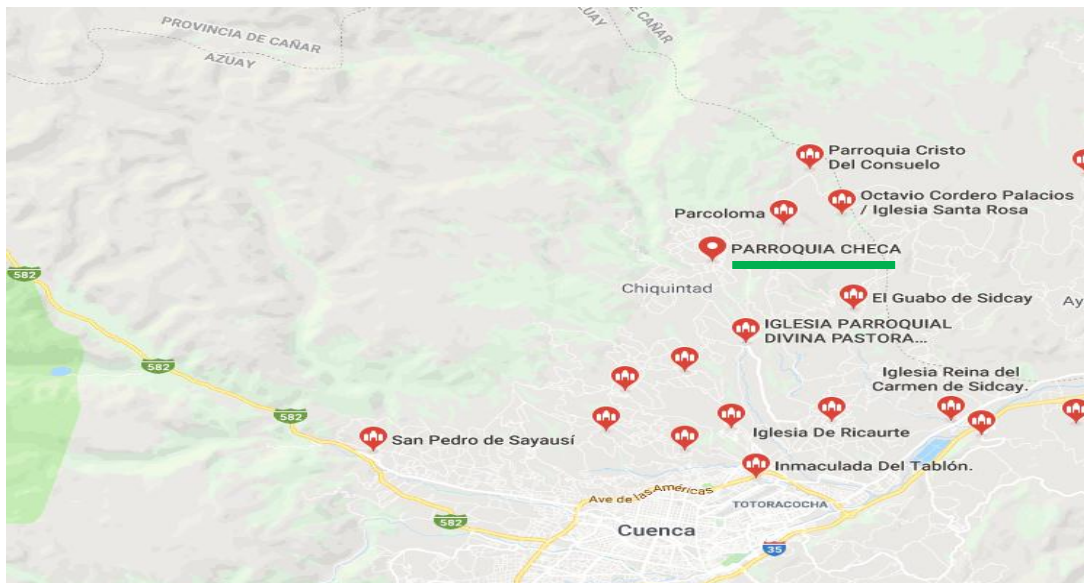 PROVINCIA DE CAÑAR
AZUAY
CAÑAR
AZUAY
Parroquia Cristo
Del Consuelo
Octavio Cordero Palacios
/ Iglesia Santa Rosa
Parcoloma
PARROQUIA CHECA
582
Chiquintad
El Guabo de Sidcay
Ay
IGLESIA PARROQUIAL
DIVINA PASTORA...
582
Iglesia Reina del
Carmen de Sidcay.
582
San Pedro de Sayausí
Iglesia De Ricaurte
Inmaculada Del Tablón.
Ave de las Américas
TOTORACOCHA
582
Cuenca
35